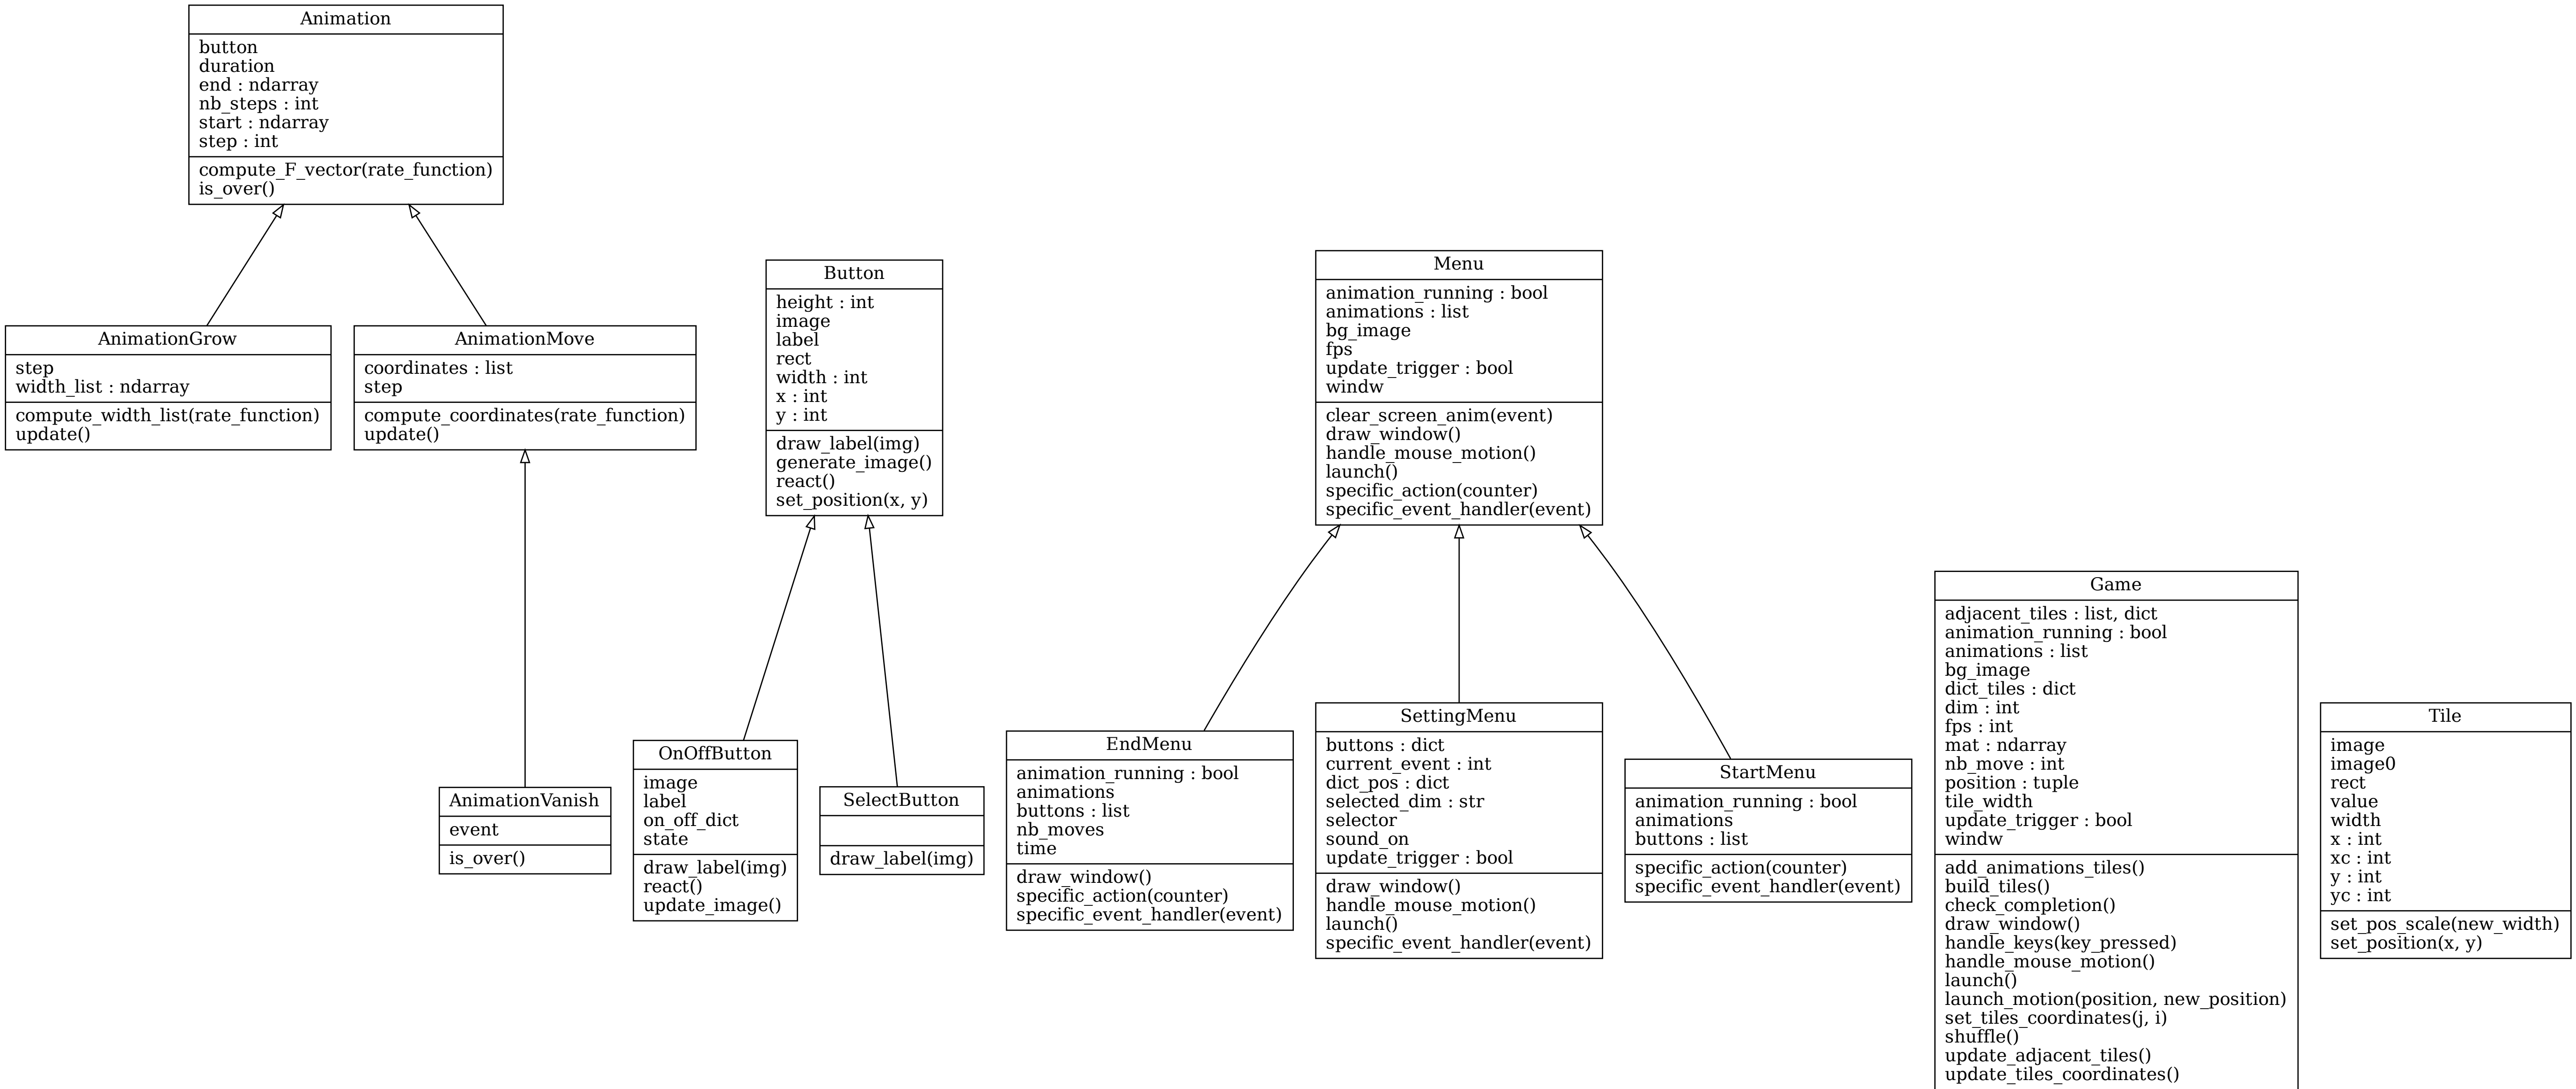 Animation
button
duration
end : ndarray
nb_steps : int
start : ndarray
step : int
compute_F_vector(rate_function)
is_over()
AnimationGrow
step
width_list : ndarray
compute_width_list(rate_function)
update()
AnimationMove
coordinates : list
step
compute_coordinates(rate_function)
update()
AnimationVanish
event
is_over()
Button
height : int
image
label
rect
width : int
x : int
y : int
draw_label(img)
generate_image()
react()
set_position(x, y)
OnOffButton
image
label
on_off_dict
state
draw_label(img)
react()
update_image()
SelectButton
draw_label(img)
Menu
animation_running : bool
animations : list
bg_image
fps
update_trigger : bool
windw
clear_screen_anim(event)
draw_window()
handle_mouse_motion()
launch()
specific_action(counter)
specific_event_handler(event)
EndMenu
animation_running : bool
animations
buttons : list
nb_moves
time
draw_window()
specific_action(counter)
specific_event_handler(event)
SettingMenu
buttons : dict
current_event : int
dict_pos : dict
selected_dim : str
selector
sound_on
update_trigger : bool
draw_window()
handle_mouse_motion()
launch()
specific_event_handler(event)
StartMenu
animation_running : bool
animations
buttons : list
specific_action(counter)
specific_event_handler(event)
Game
adjacent_tiles : list, dict
animation_running : bool
animations : list
bg_image
dict_tiles : dict
dim : int
fps : int
mat : ndarray
nb_move : int
position : tuple
tile_width
update_trigger : bool
windw
add_animations_tiles()
build_tiles()
check_completion()
draw_window()
handle_keys(key_pressed)
handle_mouse_motion()
launch()
launch_motion(position, new_position)
set_tiles_coordinates(j, i)
shuffle()
update_adjacent_tiles()
update_tiles_coordinates()
Tile
image
image0
rect
value
width
x : int
xc : int
y : int
yc : int
set_pos_scale(new_width)
set_position(x, y)